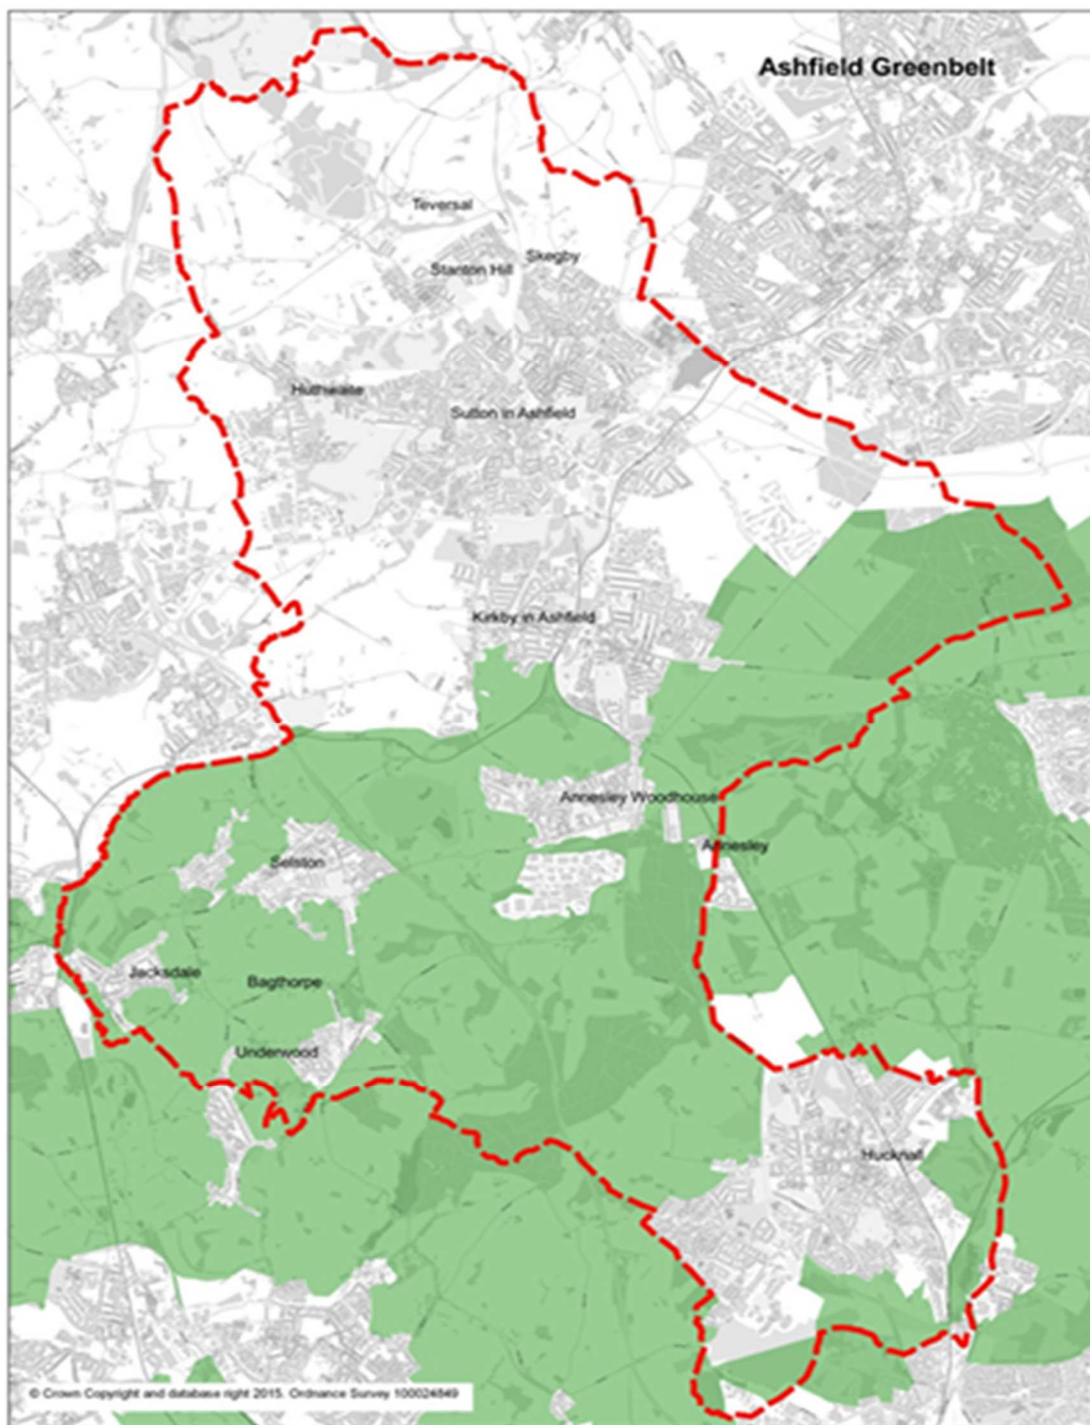 Ashfield Greenbelt
Teversal
Skegby
Stanton Hill
Huthwaite
Sutton in Ashfield
Kirkby in Ashfield
Annesley Woodhouse
Annesley
Selston
Jacksdale
Bagthorpe
Underwood
Hucknall
© Crown Copyright and database right 2015. Ordnance Survey 100024849